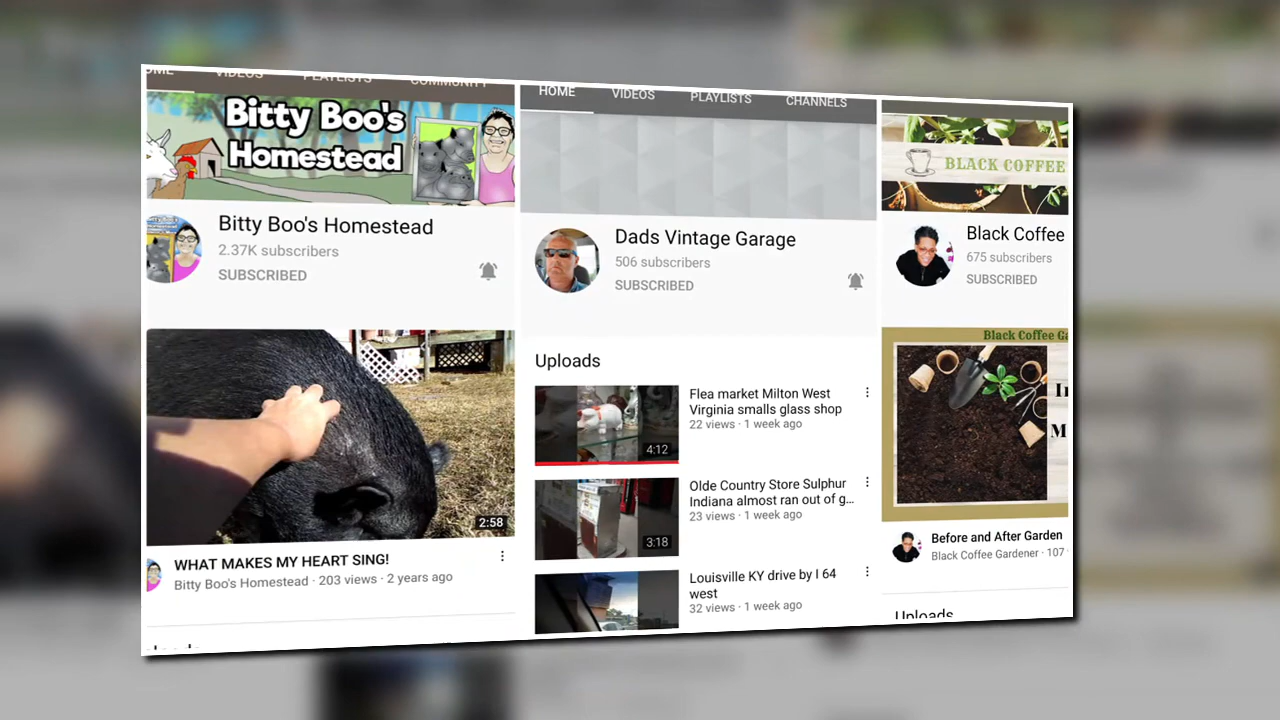 HOME
VIDEOS
PLAYLISTS
COMMUNITY
Bitty Boo's
Homestead
Bitty Boo's Homestead
2.37K subscribers
SUBSCRIBED
2:58
WHAT MAKES MY HEART SING!
Bitty Boo's Homestead · 203 views · 2 years ago
HOME
VIDEOS
PLAYLISTS
CHANNELS
Dads Vintage Garage
506 subscribers
SUBSCRIBED
Uploads
Flea market Milton West
Virginia smalls glass shop
22 views · 1 week ago
4:12
Olde Country Store Sulphur
Indiana almost ran out of g...
23 views · 1 week ago
3:18
Louisville KY drive by I 64
west
32 views · 1 week ago
BLACK COFFEE
Black Coffee
675 subscribers
SUBSCRIBED
Black Coffee Ga
Before and After Garden
Black Coffee Gardener · 107
Uploads